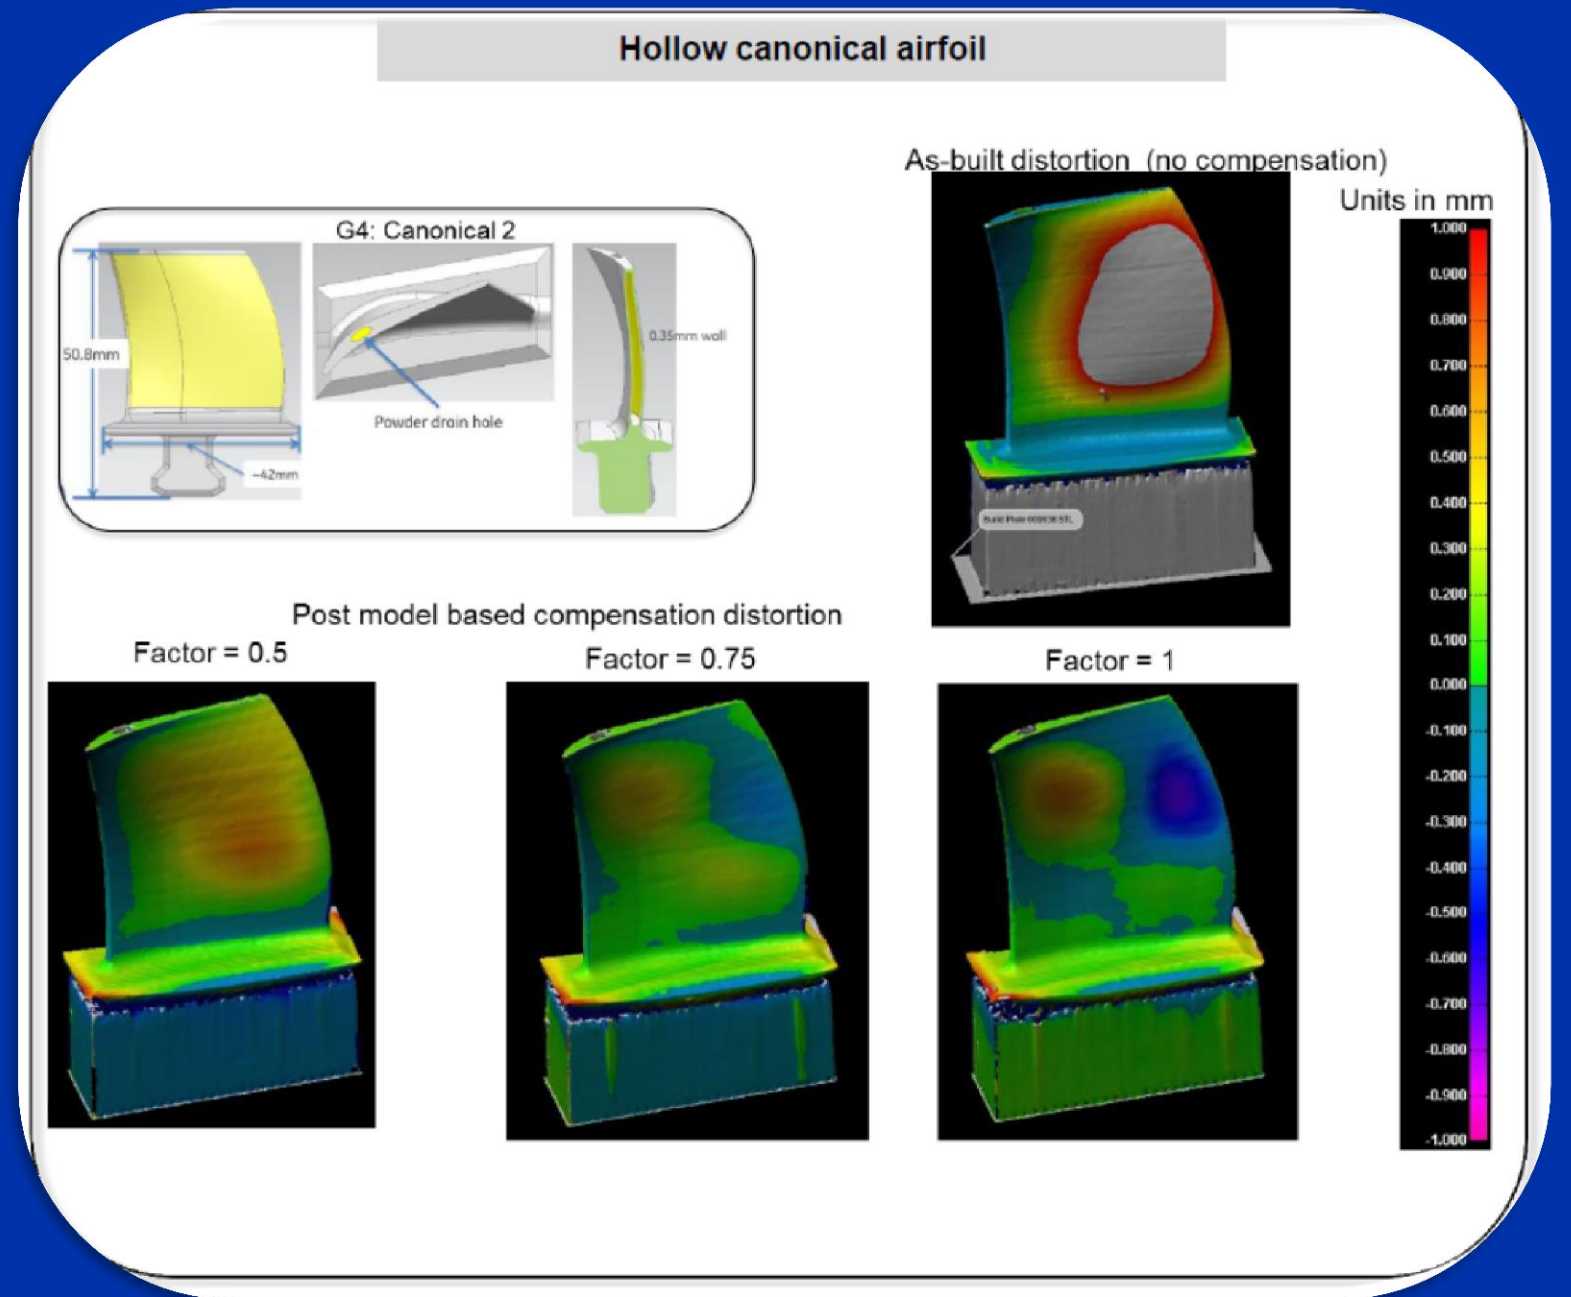 Hollow canonical airfoil
As-built distortion (no compensation)
Units in mm
G4: Canonical 2
50.8mm
~42mm
Powder drain hole
0.35mm wall
1.000
0.900
0.800
0.700
0.600
0.500
0.400
0.300
0.200
0.100
0.000
-0.100
-0.200
-0.300
-0.400
-0.500
-0.600
-0.700
-0.800
-0.900
-1.000
Build Plate
Post model based compensation distortion
Factor = 0.5
Factor = 0.75
Factor = 1